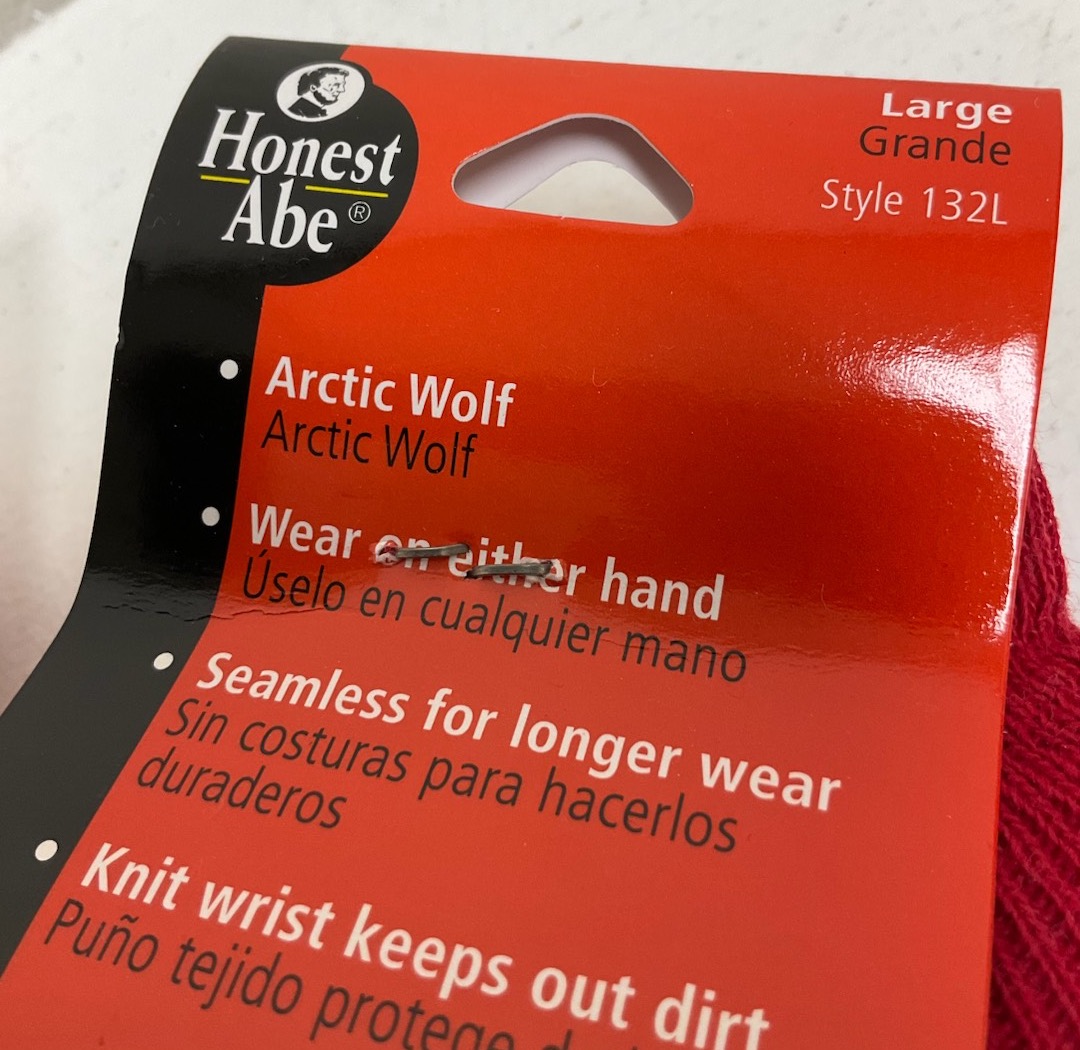 Honest
Abe ®
Large
Grande
Style 132L
Arctic Wolf
Arctic Wolf
Wear on either hand
Úselo en cualquier mano
Seamless for longer wear
Sin costuras para hacerlos
duraderos
Knit wrist keeps out dirt
Puño tejido protege